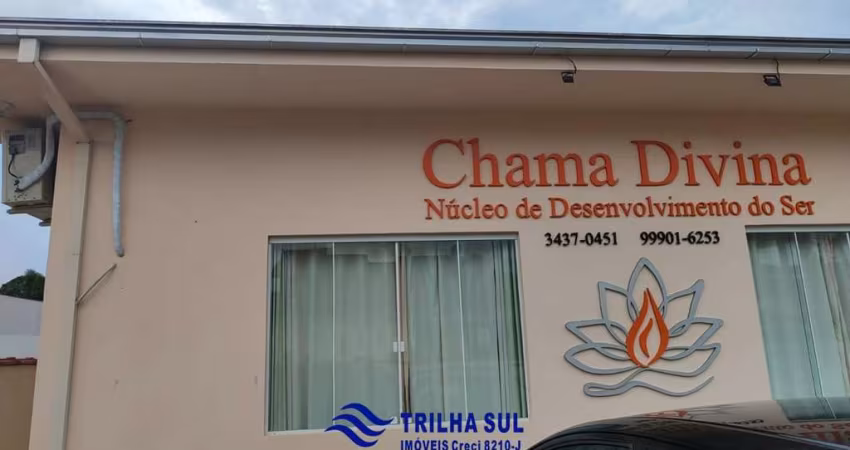 Chama Divina
Núcleo de Desenvolvimento do Ser
3437-0451 99901-6253
TRILHA SUL
IMÓVEIS Creci 8210-J